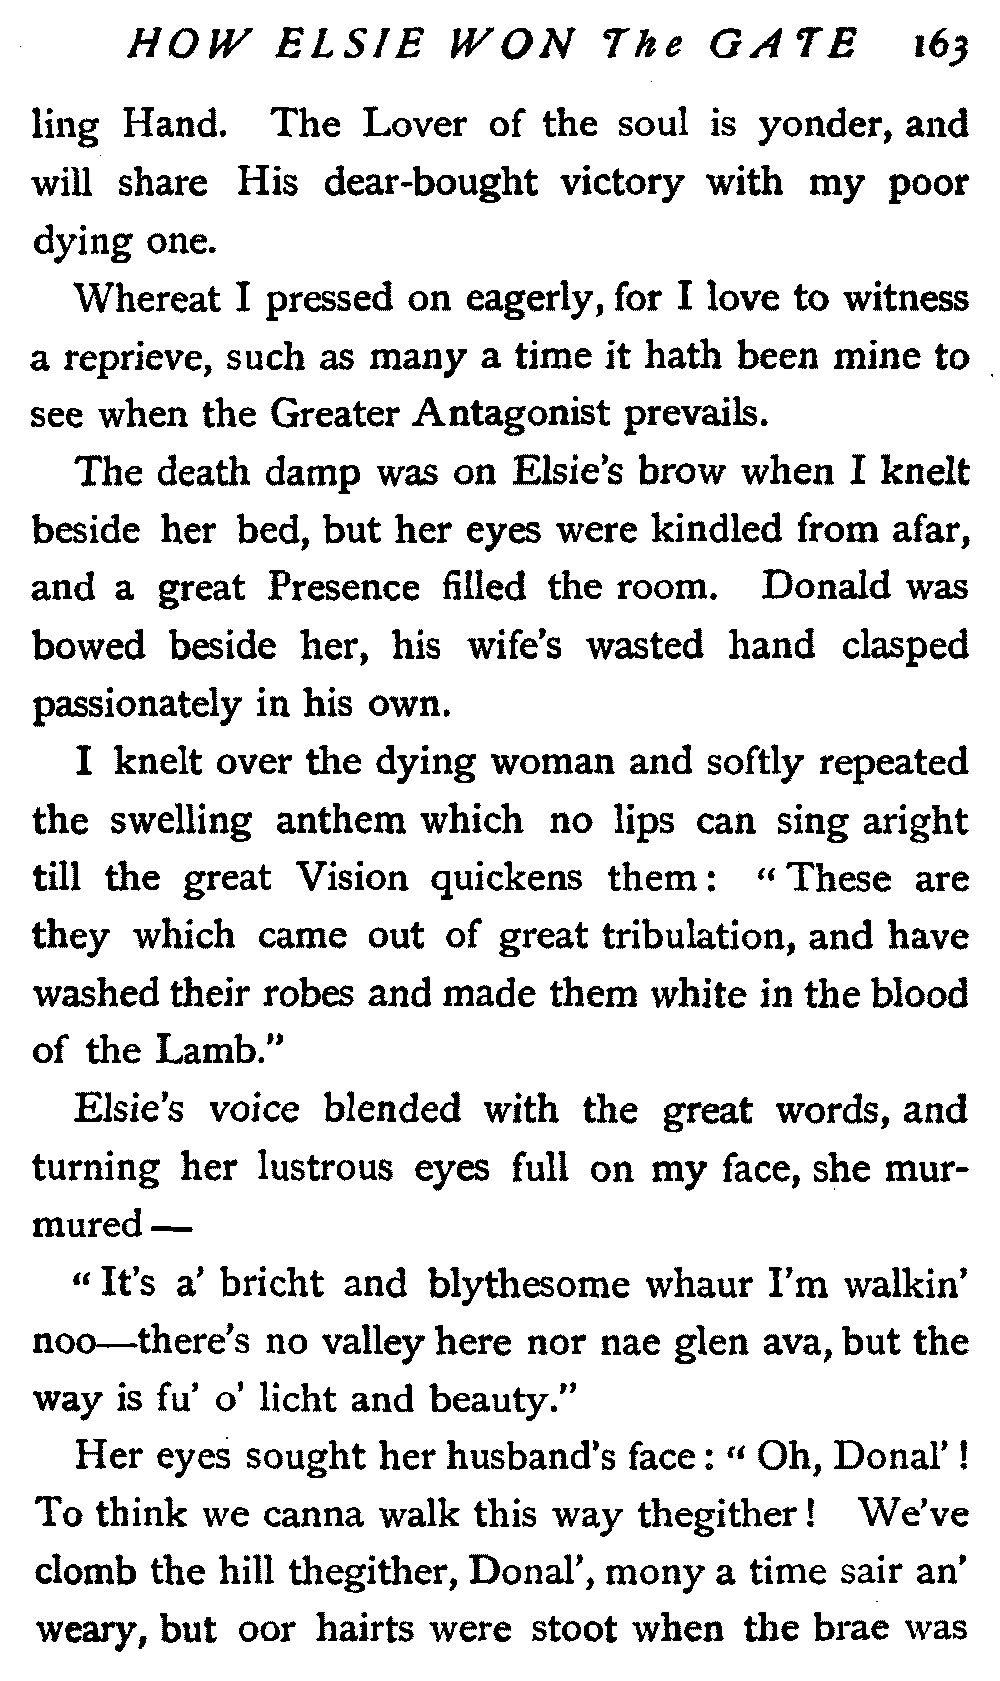 HOW ELSIE WON The GATE 163
ling Hand. The Lover of the soul is yonder, and
will share His dear-bought victory with my poor
dying one.
Whereat I pressed on eagerly, for I love to witness
a reprieve, such as many a time it hath been mine to
see when the Greater Antagonist prevails.
The death damp was on Elsie's brow when I knelt
beside her bed, but her eyes were kindled from afar,
and a great Presence filled the room. Donald was
bowed beside her, his wife's wasted hand clasped
passionately in his own.
I knelt over the dying woman and softly repeated
the swelling anthem which no lips can sing aright
till the great Vision quickens them: "These are
they which came out of great tribulation, and have
washed their robes and made them white in the blood
of the Lamb."
Elsie's voice blended with the great words, and
turning her lustrous eyes full on my face, she mur-
mured—
"It's a' bricht and blythesome whaur I'm walkin'
noo—there's no valley here nor nae glen ava, but the
way is fu' o' licht and beauty."
Her eyes sought her husband's face: "Oh, Donal'!
To think we canna walk this way thegither! We've
clomb the hill thegither, Donal', mony a time sair an'
weary, but oor hairts were stoot when the brae was